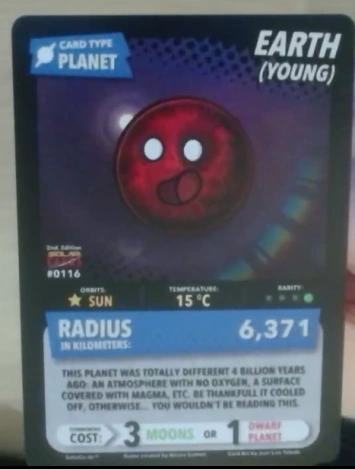 CARD TYPE
PLANET
EARTH
(YOUNG)
2nd. Edition
#0116
ORBITS:
SUN
TEMPERATURE:
15 °C
RARITY:
RADIUS
IN KILOMETERS:
6,371
THIS PLANET WAS TOTALLY DIFFERENT 4 BILLION YEARS
AGO: AN ATMOSPHERE WITH NO OXYGEN, A SURFACE
COVERED WITH MAGMA, ETC. BE THANKFULL IT COOLED
OFF, OTHERWISE... YOU WOULDN'T BE READING THIS.
COST:
3 MOONS OR 1 DWARF
PLANET